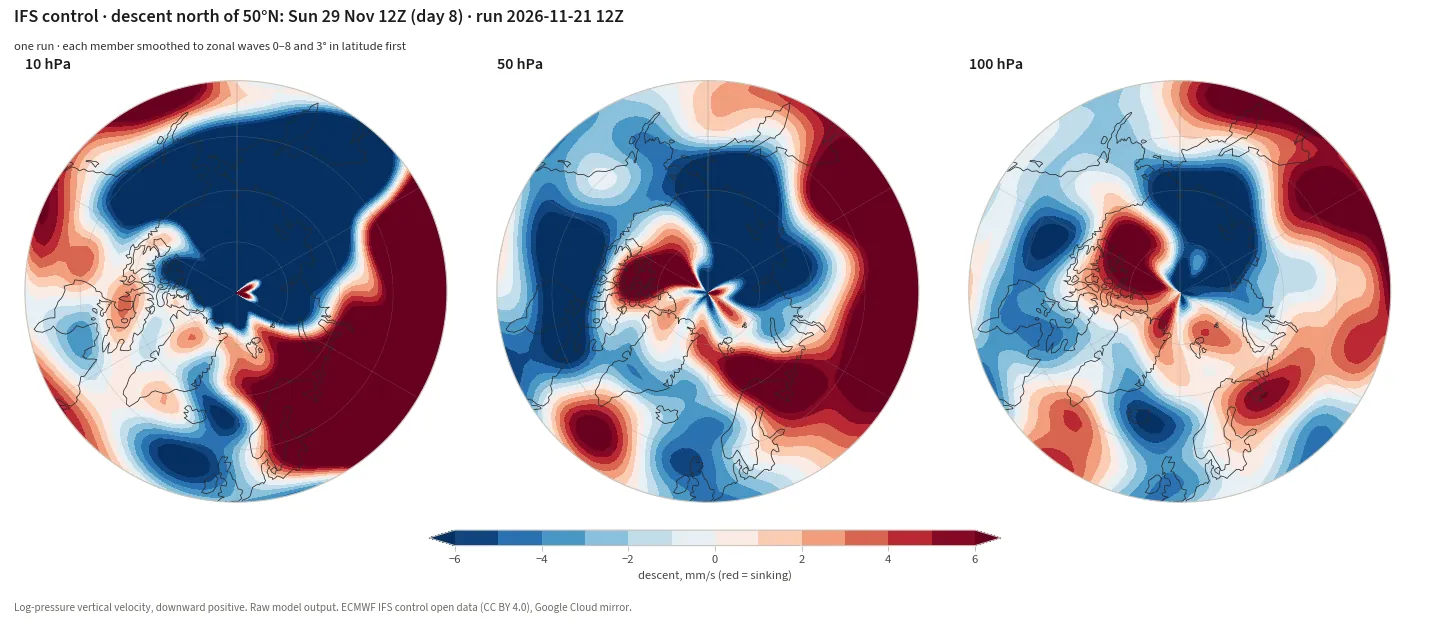 IFS control · descent north of 50°N: Sun 29 Nov 12Z (day 8) · run 2026-11-21 12Z
one run · each member smoothed to zonal waves 0–8 and 3° in latitude first
10 hPa
50 hPa
100 hPa
−6 −4 −2 0 2 4 6
descent, mm/s (red = sinking)
Log-pressure vertical velocity, downward positive. Raw model output. ECMWF IFS control open data (CC BY 4.0), Google Cloud mirror.